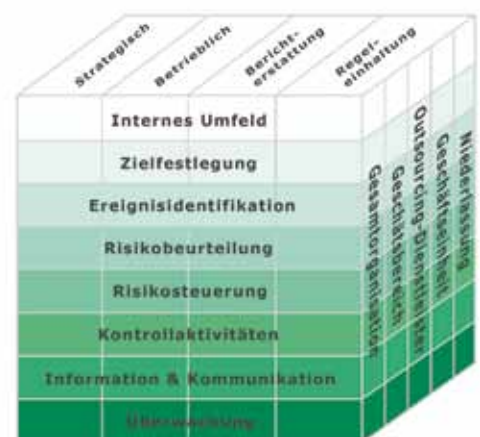 Strategisch
Betrieblich
Bericht-
erstattung
Regel-
einhaltung
Internes Umfeld
Zielfestlegung
Ereignisidentifikation
Risikobeurteilung
Risikosteuerung
Kontrollaktivitäten
Information & Kommunikation
Überwachung
Gesamtorganisation
Geschäftsbereich
Outsourcing-Dienstleister
Geschäftseinheit
Niederlassung